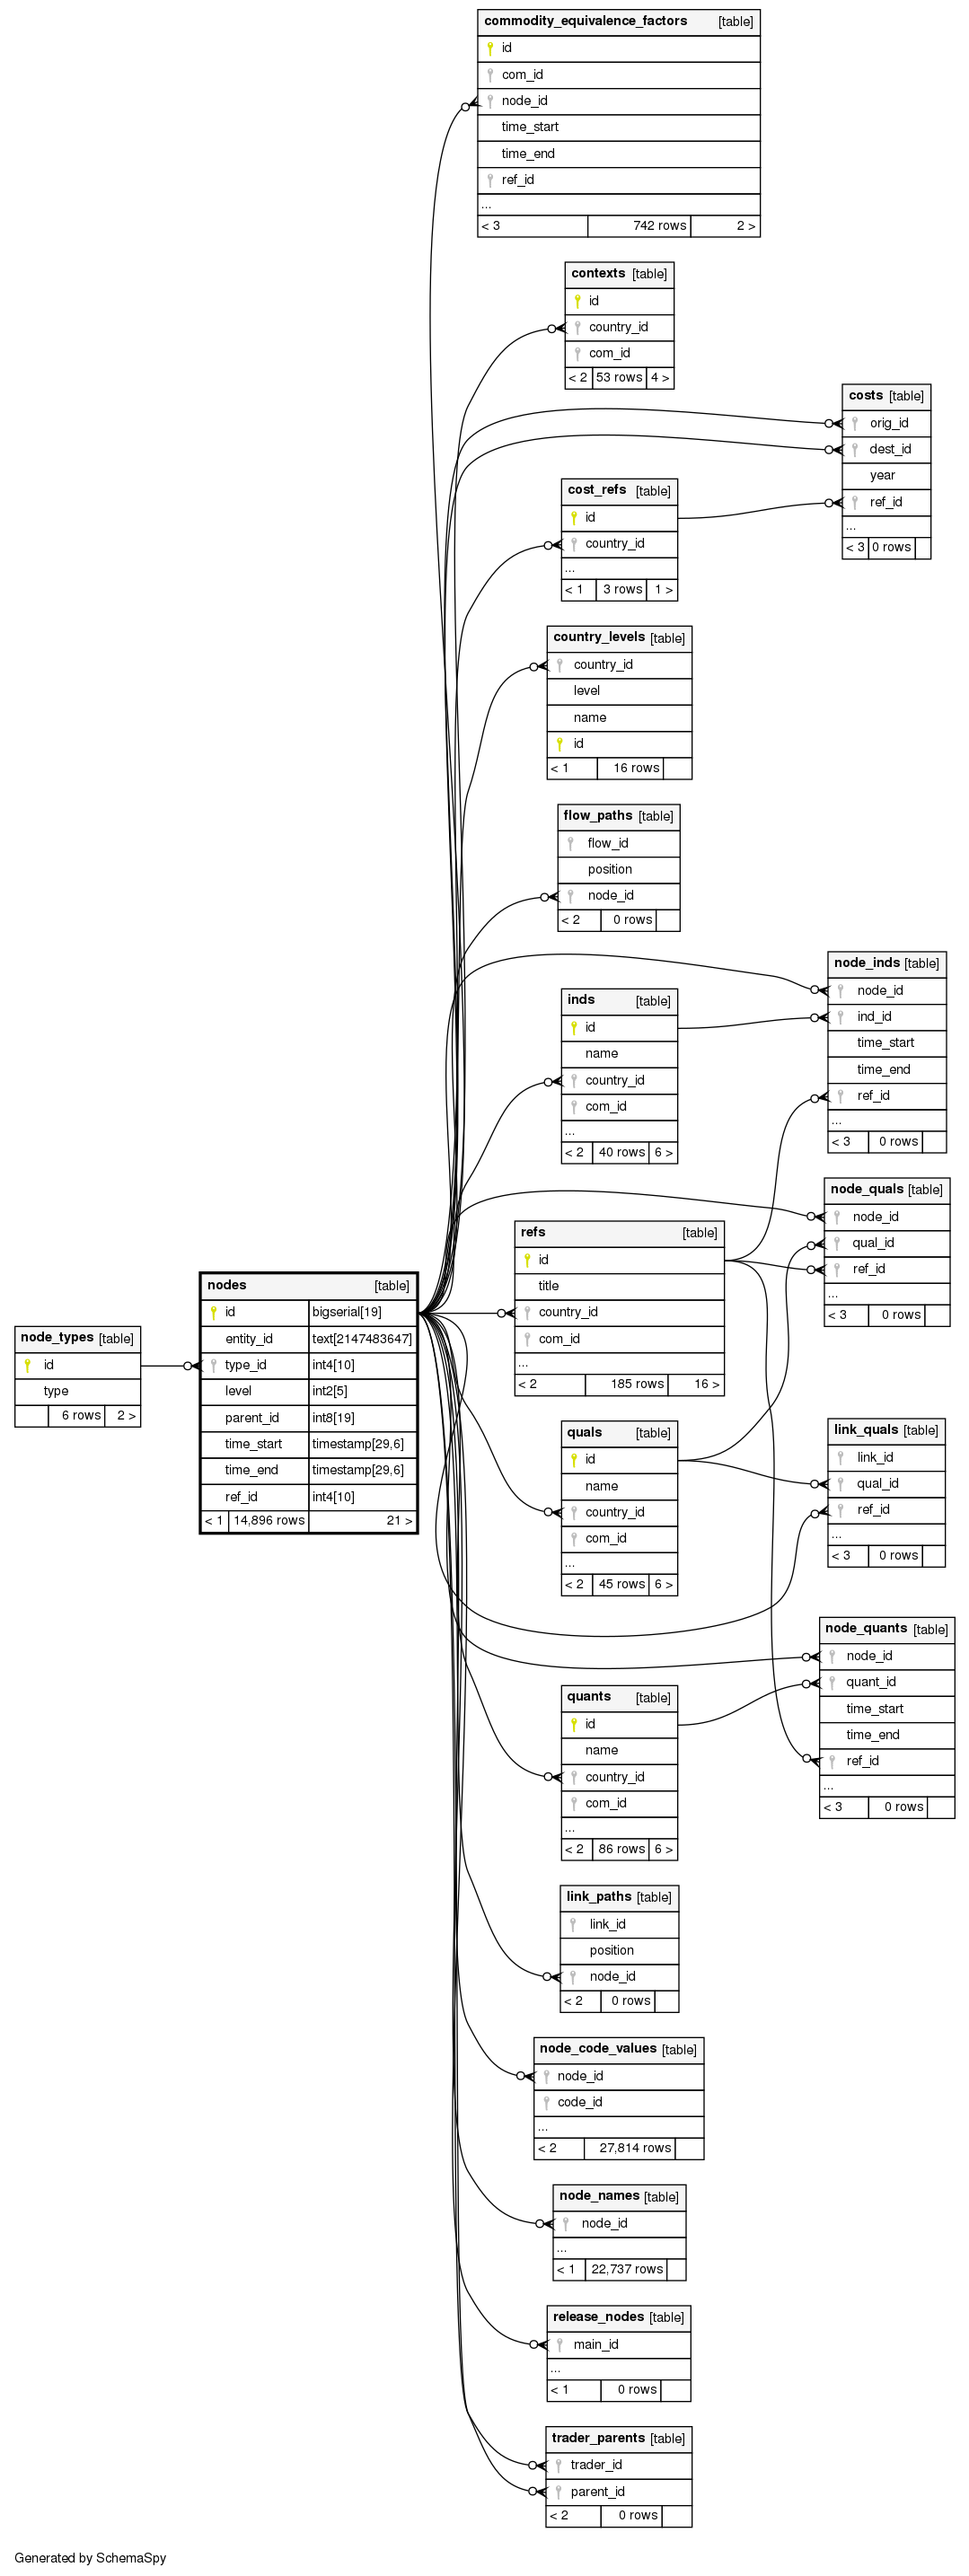 commodity_equivalence_factors [table]
id
com_id
node_id
time_start
time_end
ref_id
...
< 3 742 rows 2 >
contexts [table]
id
country_id
com_id
< 2 53 rows 4 >
costs [table]
orig_id
dest_id
year
ref_id
...
< 3 0 rows
cost_refs [table]
id
country_id
...
< 1 3 rows 1 >
country_levels [table]
country_id
level
name
id
< 1 16 rows
flow_paths [table]
flow_id
position
node_id
< 2 0 rows
node_inds [table]
node_id
ind_id
time_start
time_end
ref_id
...
< 3 0 rows
inds [table]
id
name
country_id
com_id
...
< 2 40 rows 6 >
node_quals [table]
node_id
qual_id
ref_id
...
< 3 0 rows
refs [table]
id
title
country_id
com_id
...
< 2 185 rows 16 >
nodes [table]
id bigserial[19]
entity_id text[2147483647]
type_id int4[10]
level int2[5]
parent_id int8[19]
time_start timestamp[29,6]
time_end timestamp[29,6]
ref_id int4[10]
< 1 14,896 rows 21 >
node_types [table]
id
type
6 rows 2 >
quals [table]
id
name
country_id
com_id
...
< 2 45 rows 6 >
link_quals [table]
link_id
qual_id
ref_id
...
< 3 0 rows
node_quants [table]
node_id
quant_id
time_start
time_end
ref_id
...
< 3 0 rows
quants [table]
id
name
country_id
com_id
...
< 2 86 rows 6 >
link_paths [table]
link_id
position
node_id
< 2 0 rows
node_code_values [table]
node_id
code_id
...
< 2 27,814 rows
node_names [table]
node_id
...
< 1 22,737 rows
release_nodes [table]
main_id
...
< 1 0 rows
trader_parents [table]
trader_id
parent_id
< 2 0 rows
Generated by SchemaSpy